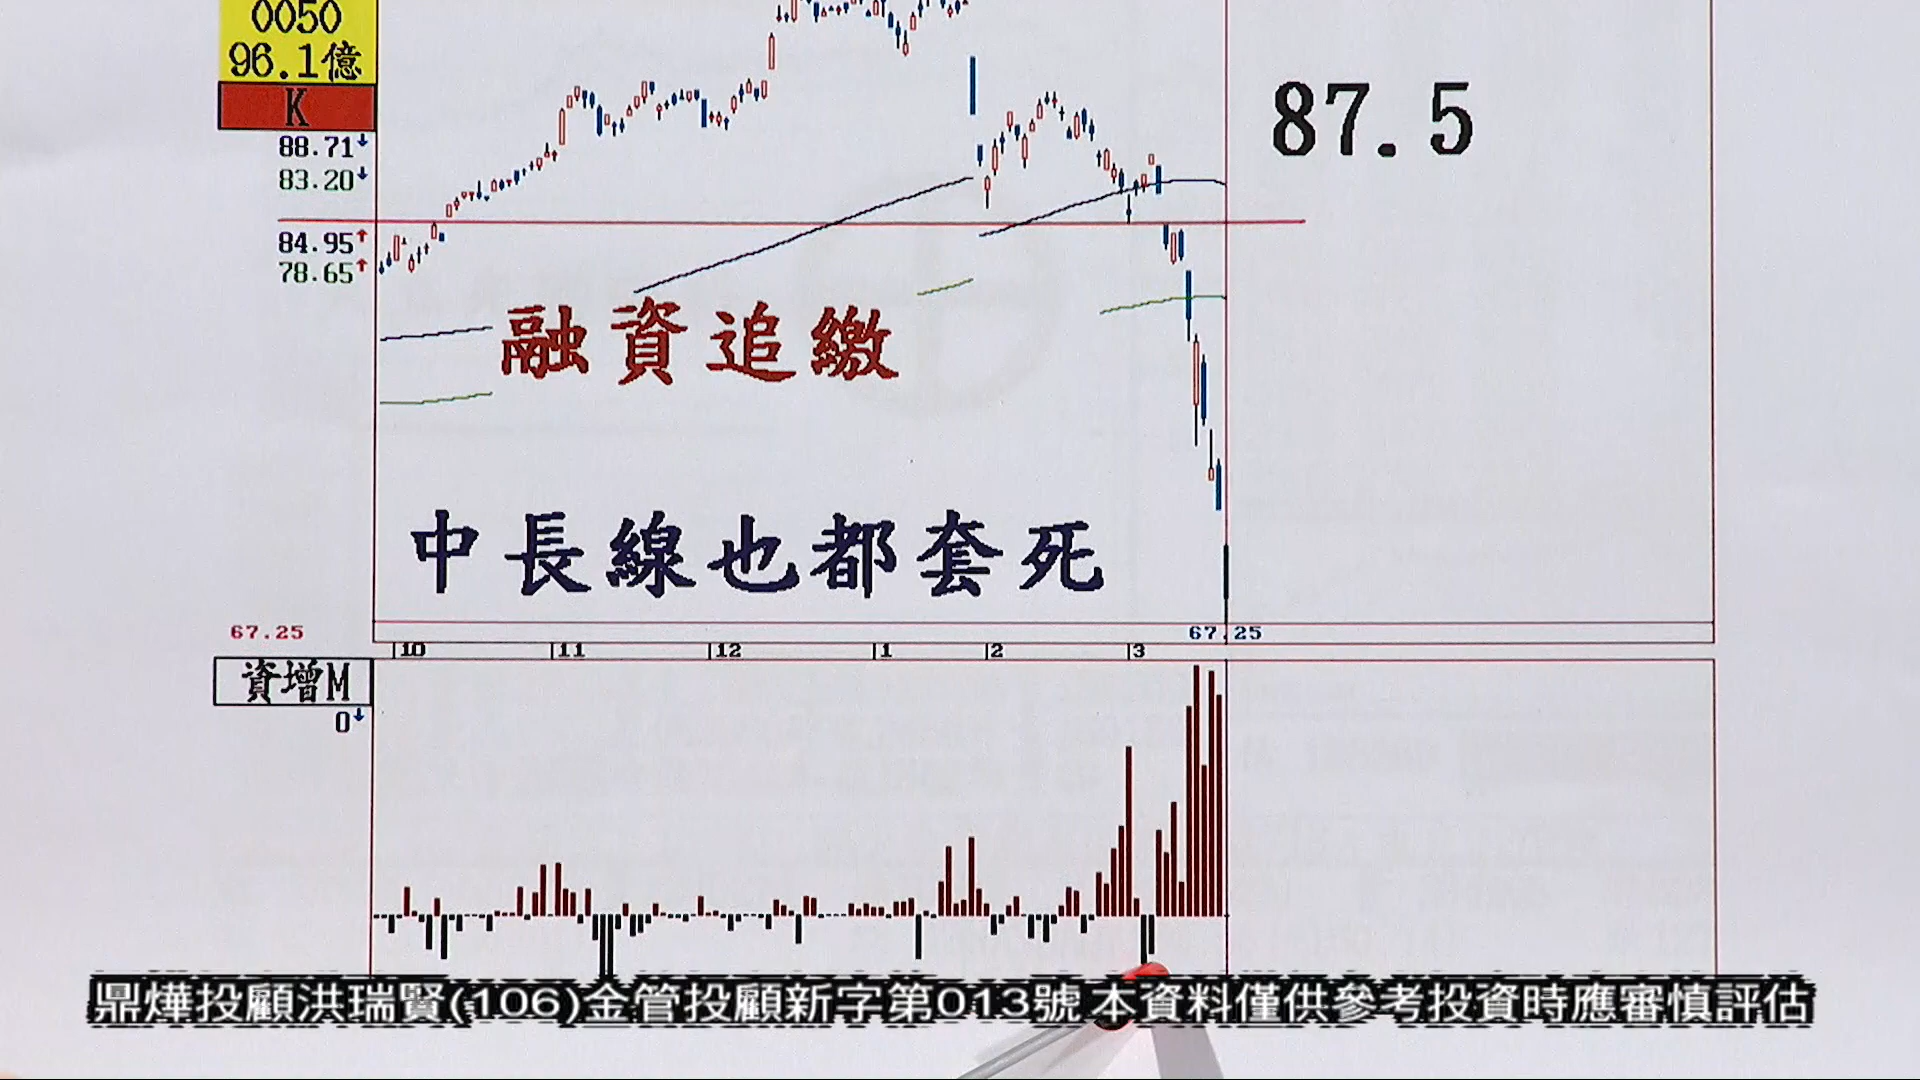 0050
96.1億
K
87.5
88.71↓
83.20↓
84.95↑
78.65↑
融資追繳
中長線也都套死
67.25
67.25
10 11 12 1 2 3
資增M
0↓
鼎燁投顧洪瑞賢(106)金管投顧新字第013號本資料僅供參考投資時應審慎評估